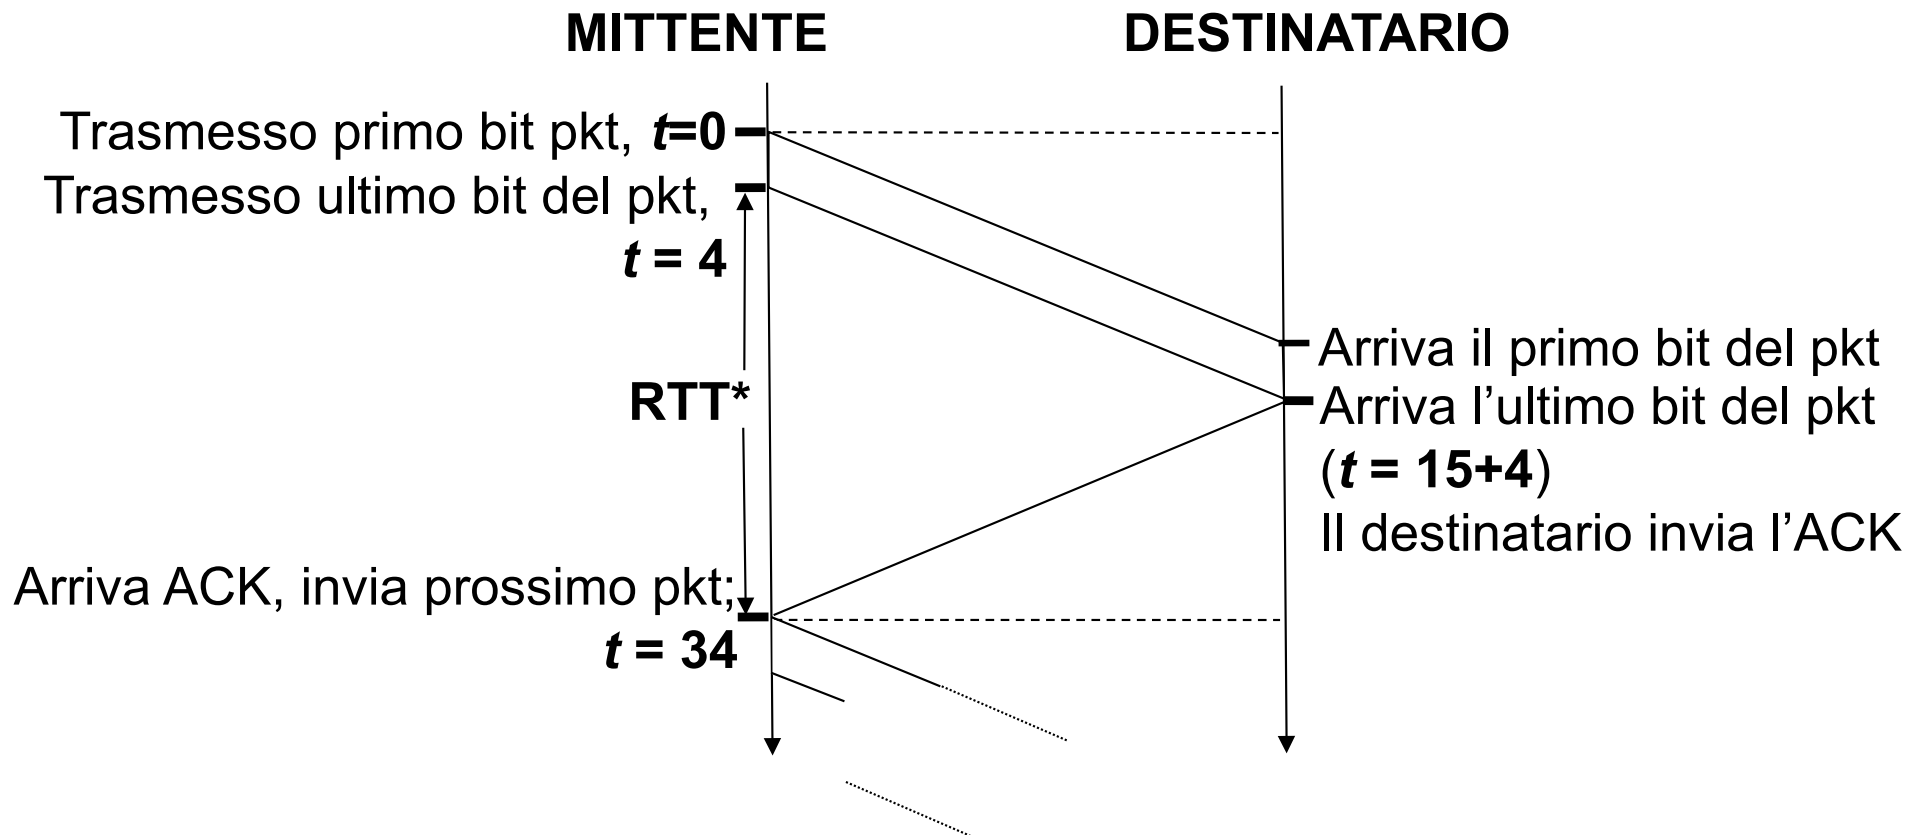 MITTENTE
DESTINATARIO
Trasmesso primo bit pkt, t=0
Trasmesso ultimo bit del pkt,
t = 4
RTT*
Arriva il primo bit del pkt
Arriva l’ultimo bit del pkt
(t = 15+4)
Il destinatario invia l’ACK
Arriva ACK, invia prossimo pkt;
t = 34